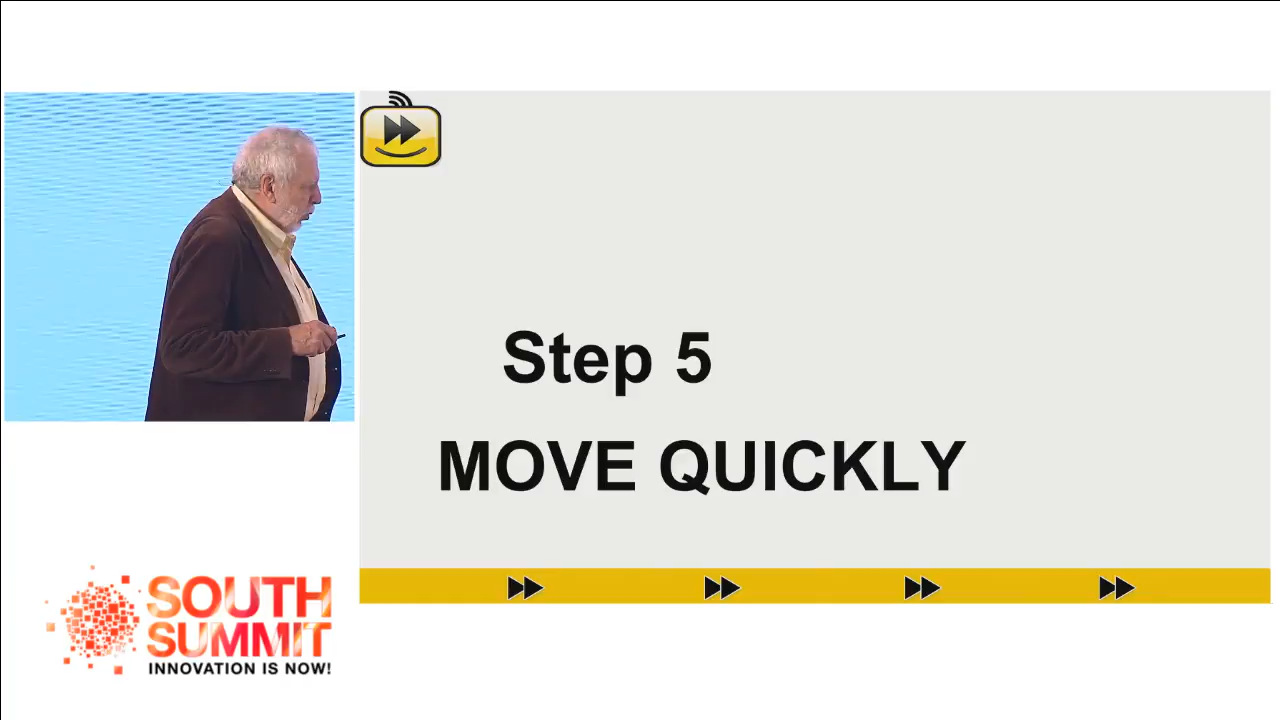 Step 5
MOVE QUICKLY
SOUTH
SUMMIT
INNOVATION IS NOW!